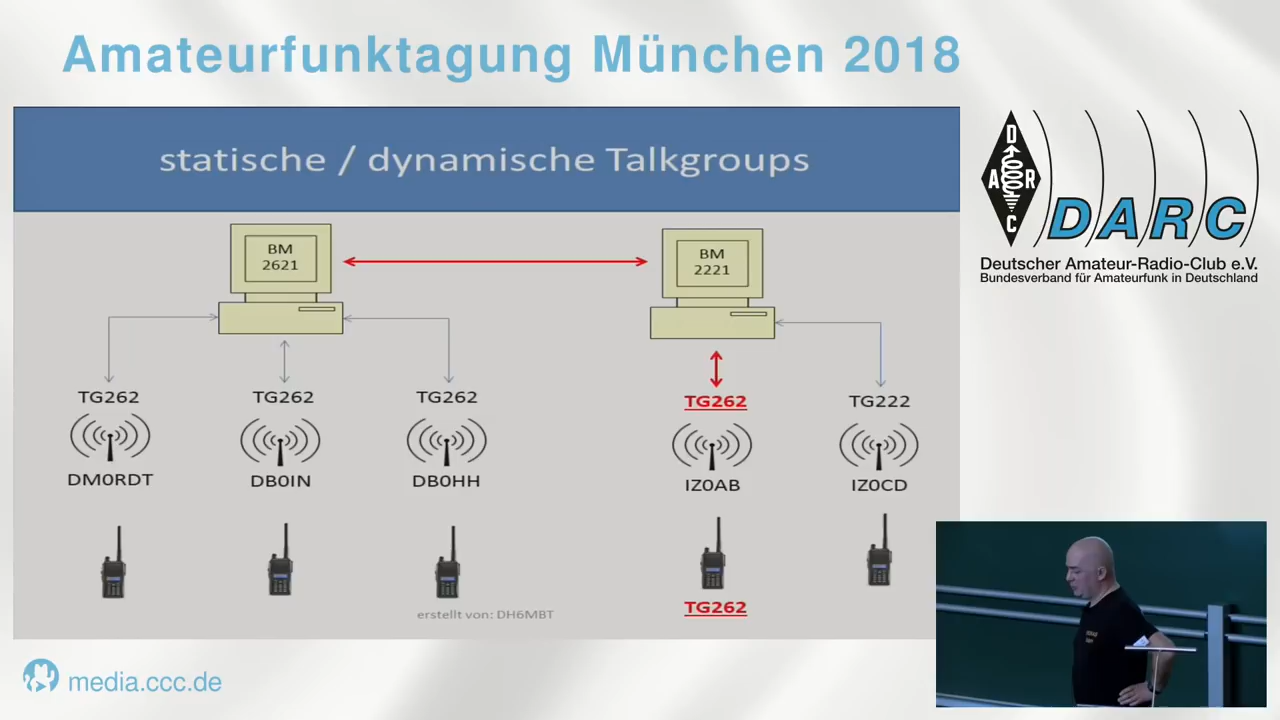 Amateurfunktagung München 2018
statische / dynamische Talkgroups
D
A R
C
DARC
Deutscher Amateur-Radio-Club e.V.
Bundesverband für Amateurfunk in Deutschland
BM
2621
BM
2221
TG262
TG262
TG262
TG262
TG222
DM0RDT
DB0IN
DB0HH
IZ0AB
IZ0CD
erstellt von: DH6MBT
TG262
media.ccc.de